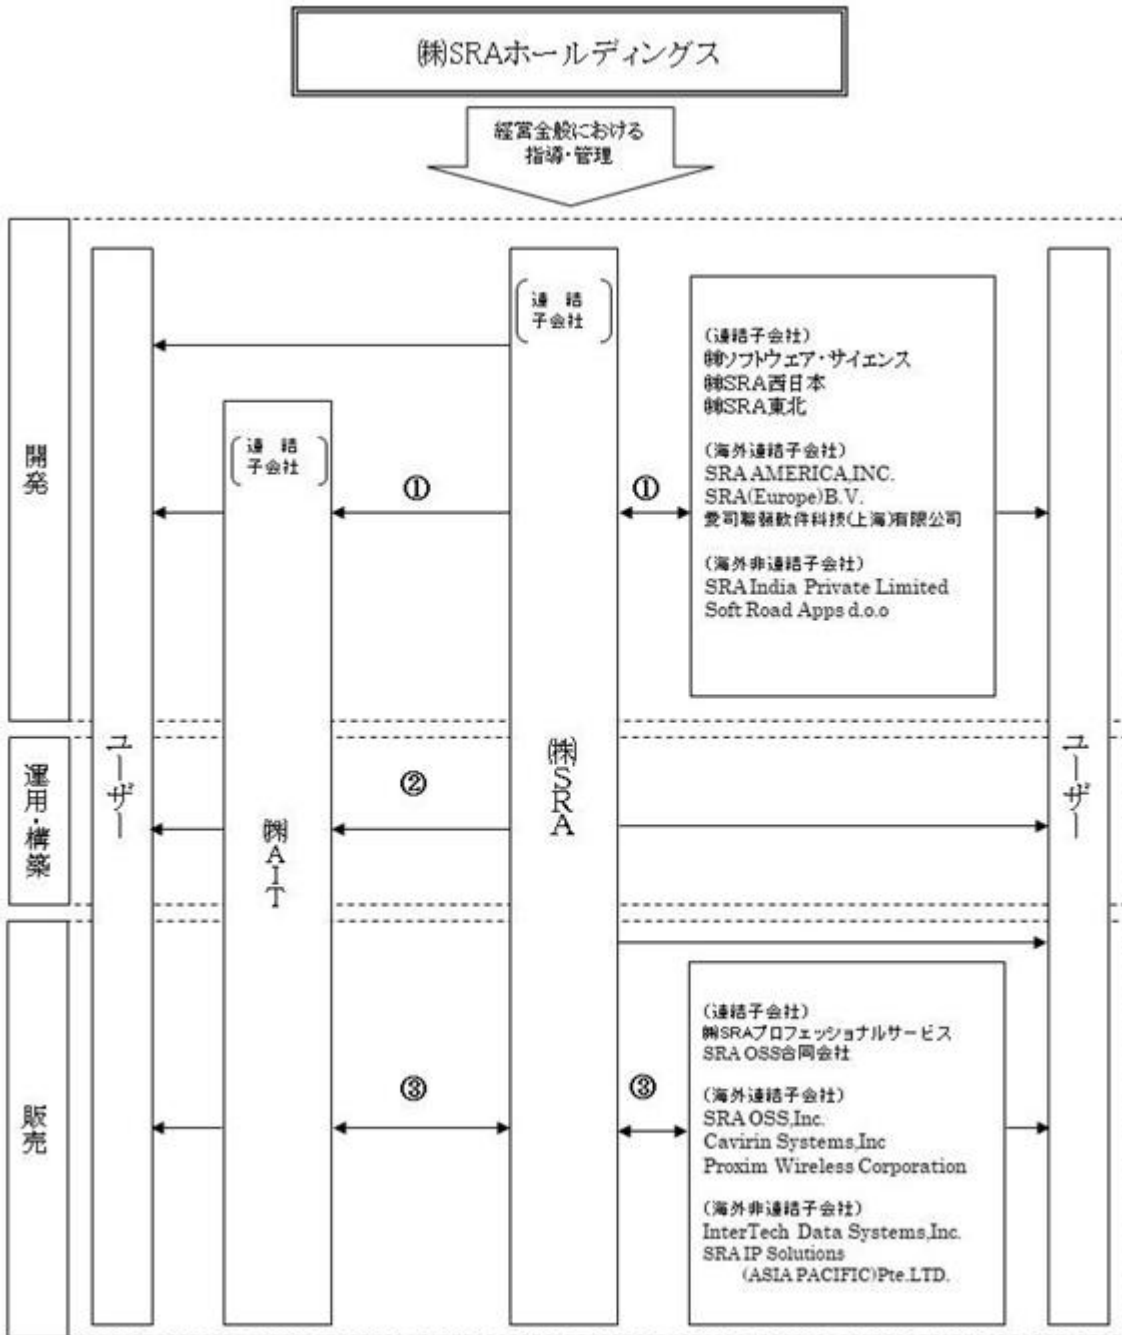 ㈱SRAホールディングス
経営全般における
指導・管理
開発
ユーザー
連結
子会社
㈱AIT
①
連結
子会社
㈱SRA
①
(連結子会社)
㈱ソフトウェア・サイエンス
㈱SRA西日本
㈱SRA東北
(海外連結子会社)
SRA AMERICA,INC.
SRA(Europe)B.V.
愛司聯發軟件科技(上海)有限公司
(海外非連結子会社)
SRA India Private Limited
Soft Road Apps d.o.o
ユーザー
運用・構築
②
販売
③
③
(連結子会社)
㈱SRAプロフェッショナルサービス
SRA OSS合同会社
(海外連結子会社)
SRA OSS,Inc.
Cavirin Systems,Inc
Proxim Wireless Corporation
(海外非連結子会社)
InterTech Data Systems,Inc.
SRA IP Solutions
(ASIA PACIFIC)Pte.LTD.